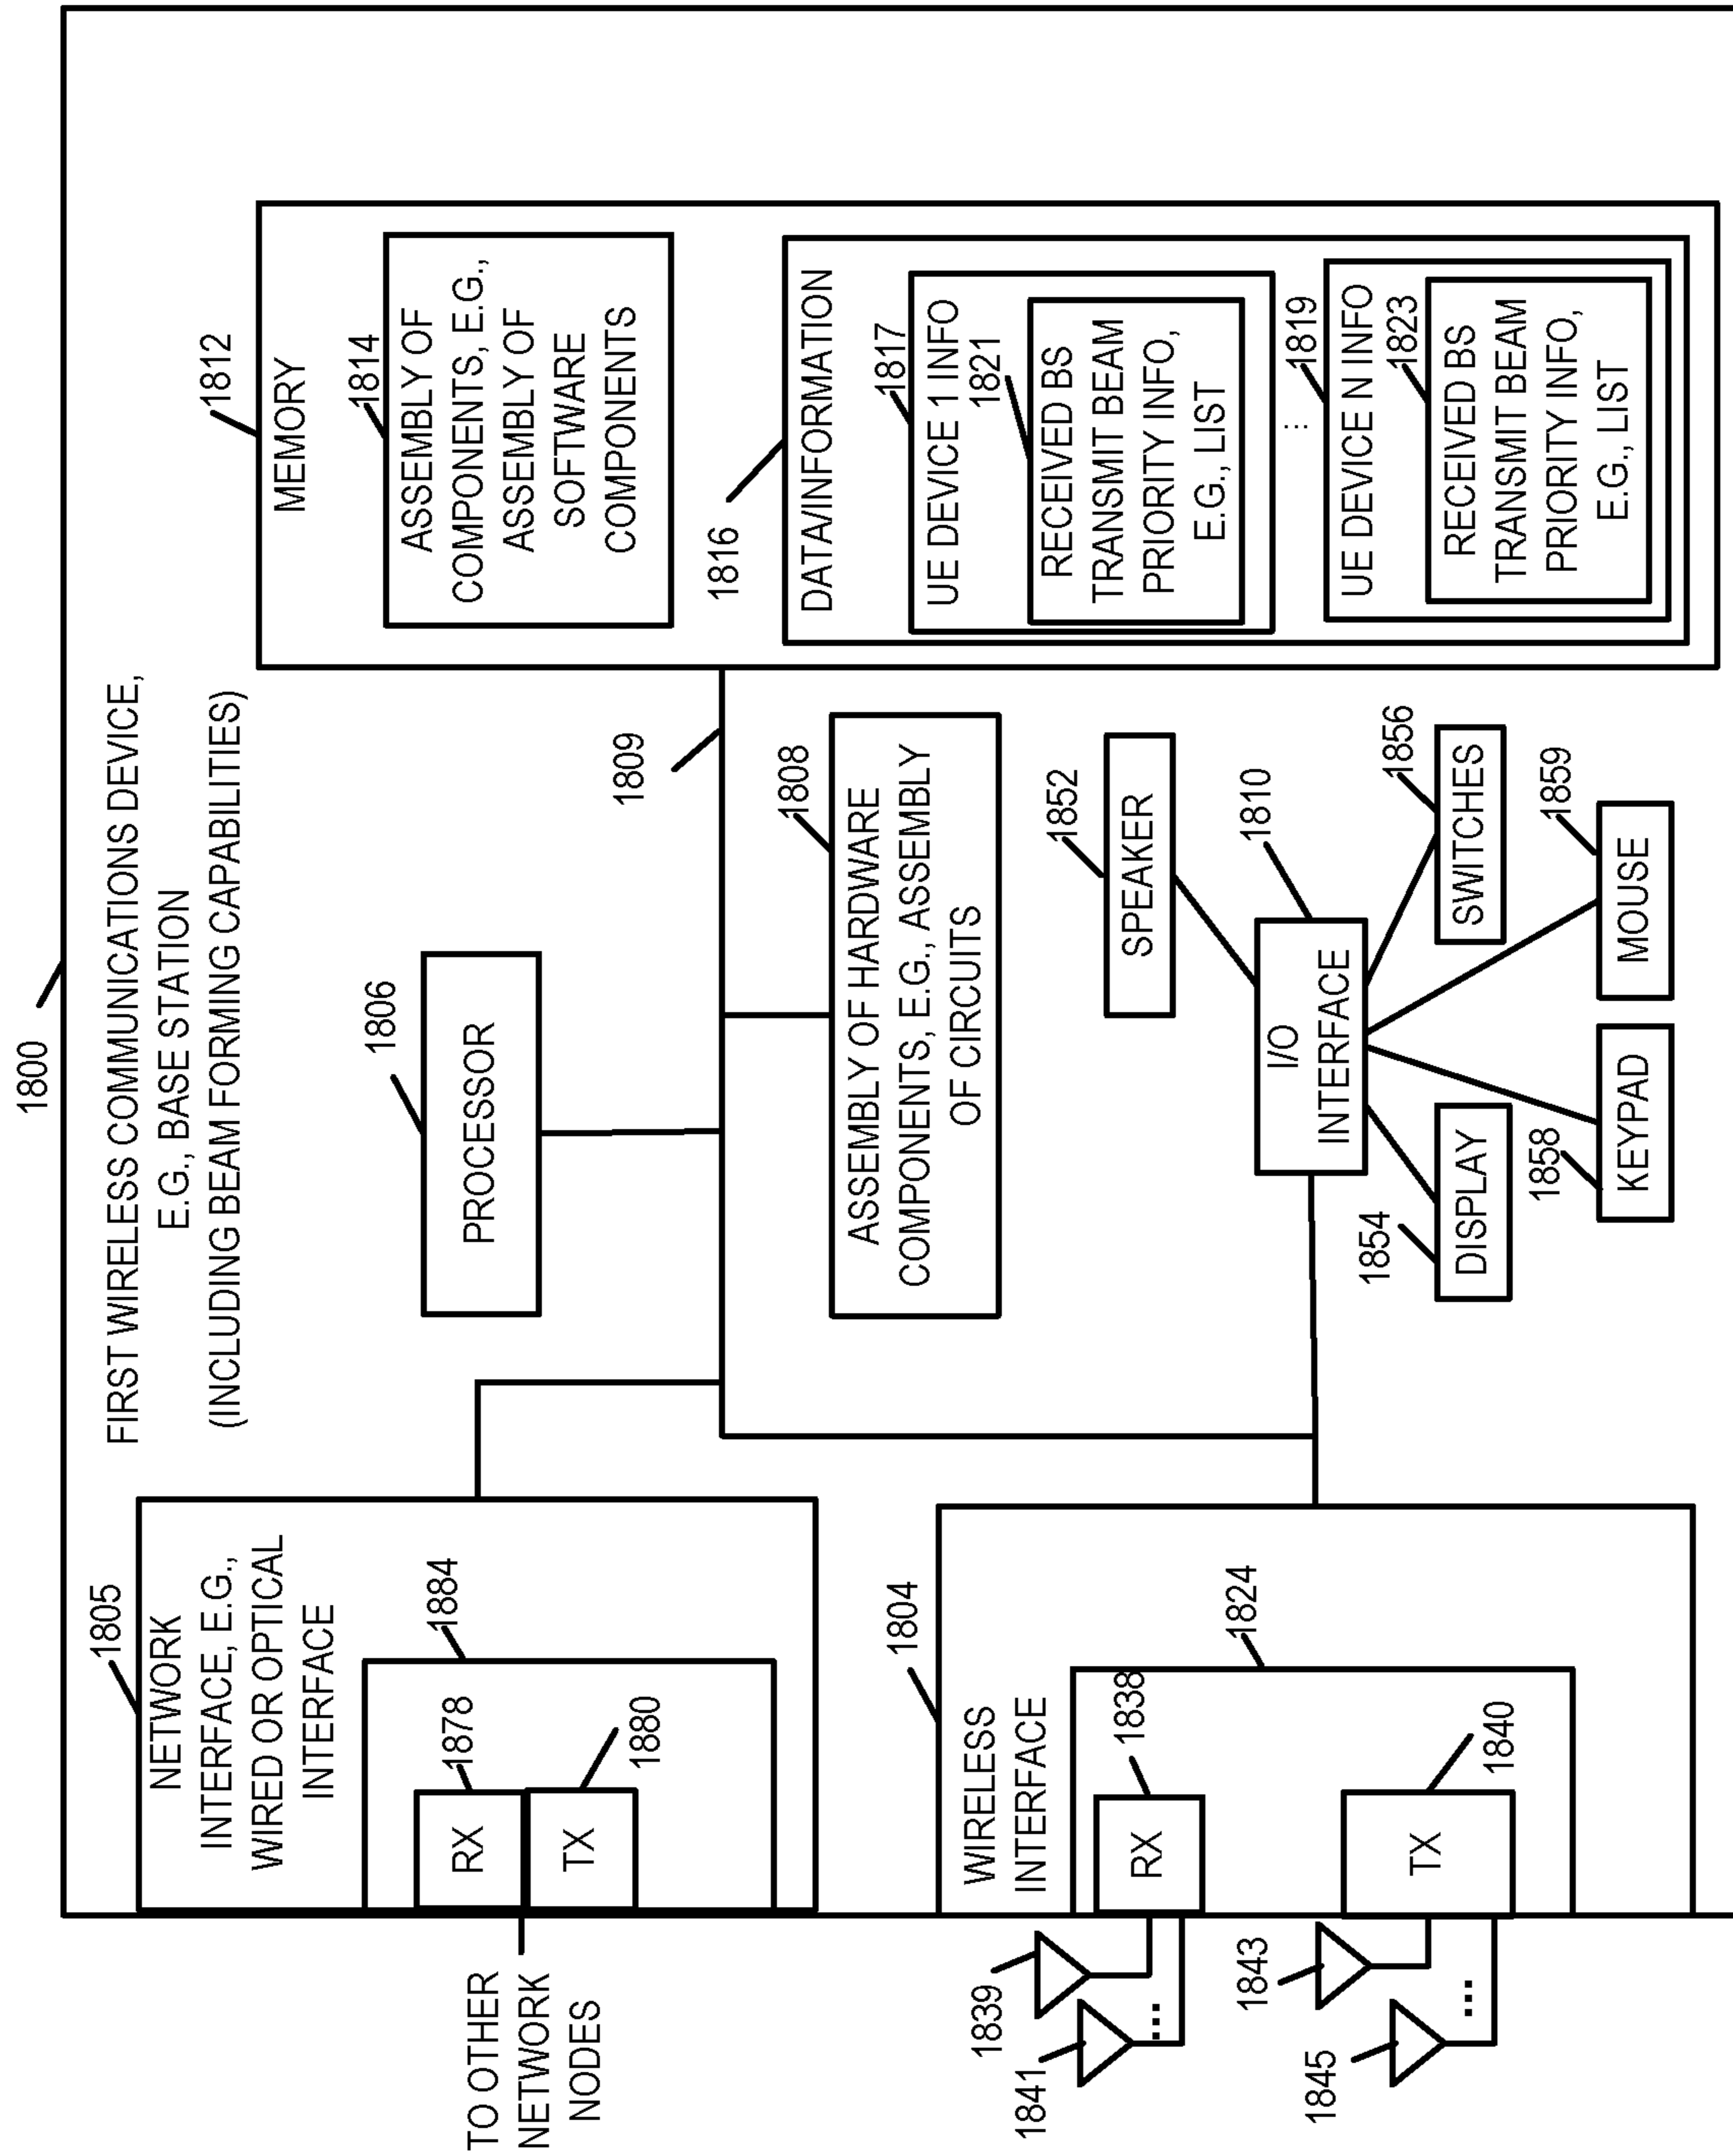 1800
FIRST WIRELESS COMMUNICATIONS DEVICE,
E.G., BASE STATION
(INCLUDING BEAM FORMING CAPABILITIES)
1805
NETWORK
INTERFACE, E.G.,
WIRED OR OPTICAL
INTERFACE
1884
1878
RX
1880
TX
TO OTHER
NETWORK
NODES
1804
WIRELESS
INTERFACE
1824
1838
RX
1840
TX
1839
1841
...
1843
1845
...
1806
PROCESSOR
1809
1808
ASSEMBLY OF HARDWARE
COMPONENTS, E.G., ASSEMBLY
OF CIRCUITS
1852
SPEAKER
1810
I/O
INTERFACE
1856
SWITCHES
1854
DISPLAY
1858
KEYPAD
1859
MOUSE
1812
MEMORY
1814
ASSEMBLY OF
COMPONENTS, E.G.,
ASSEMBLY OF
SOFTWARE
COMPONENTS
1816
DATA/INFORMATION
1817
UE DEVICE 1 INFO
1821
RECEIVED BS
TRANSMIT BEAM
PRIORITY INFO,
E.G., LIST
...
1819
UE DEVICE N INFO
1823
RECEIVED BS
TRANSMIT BEAM
PRIORITY INFO,
E.G., LIST